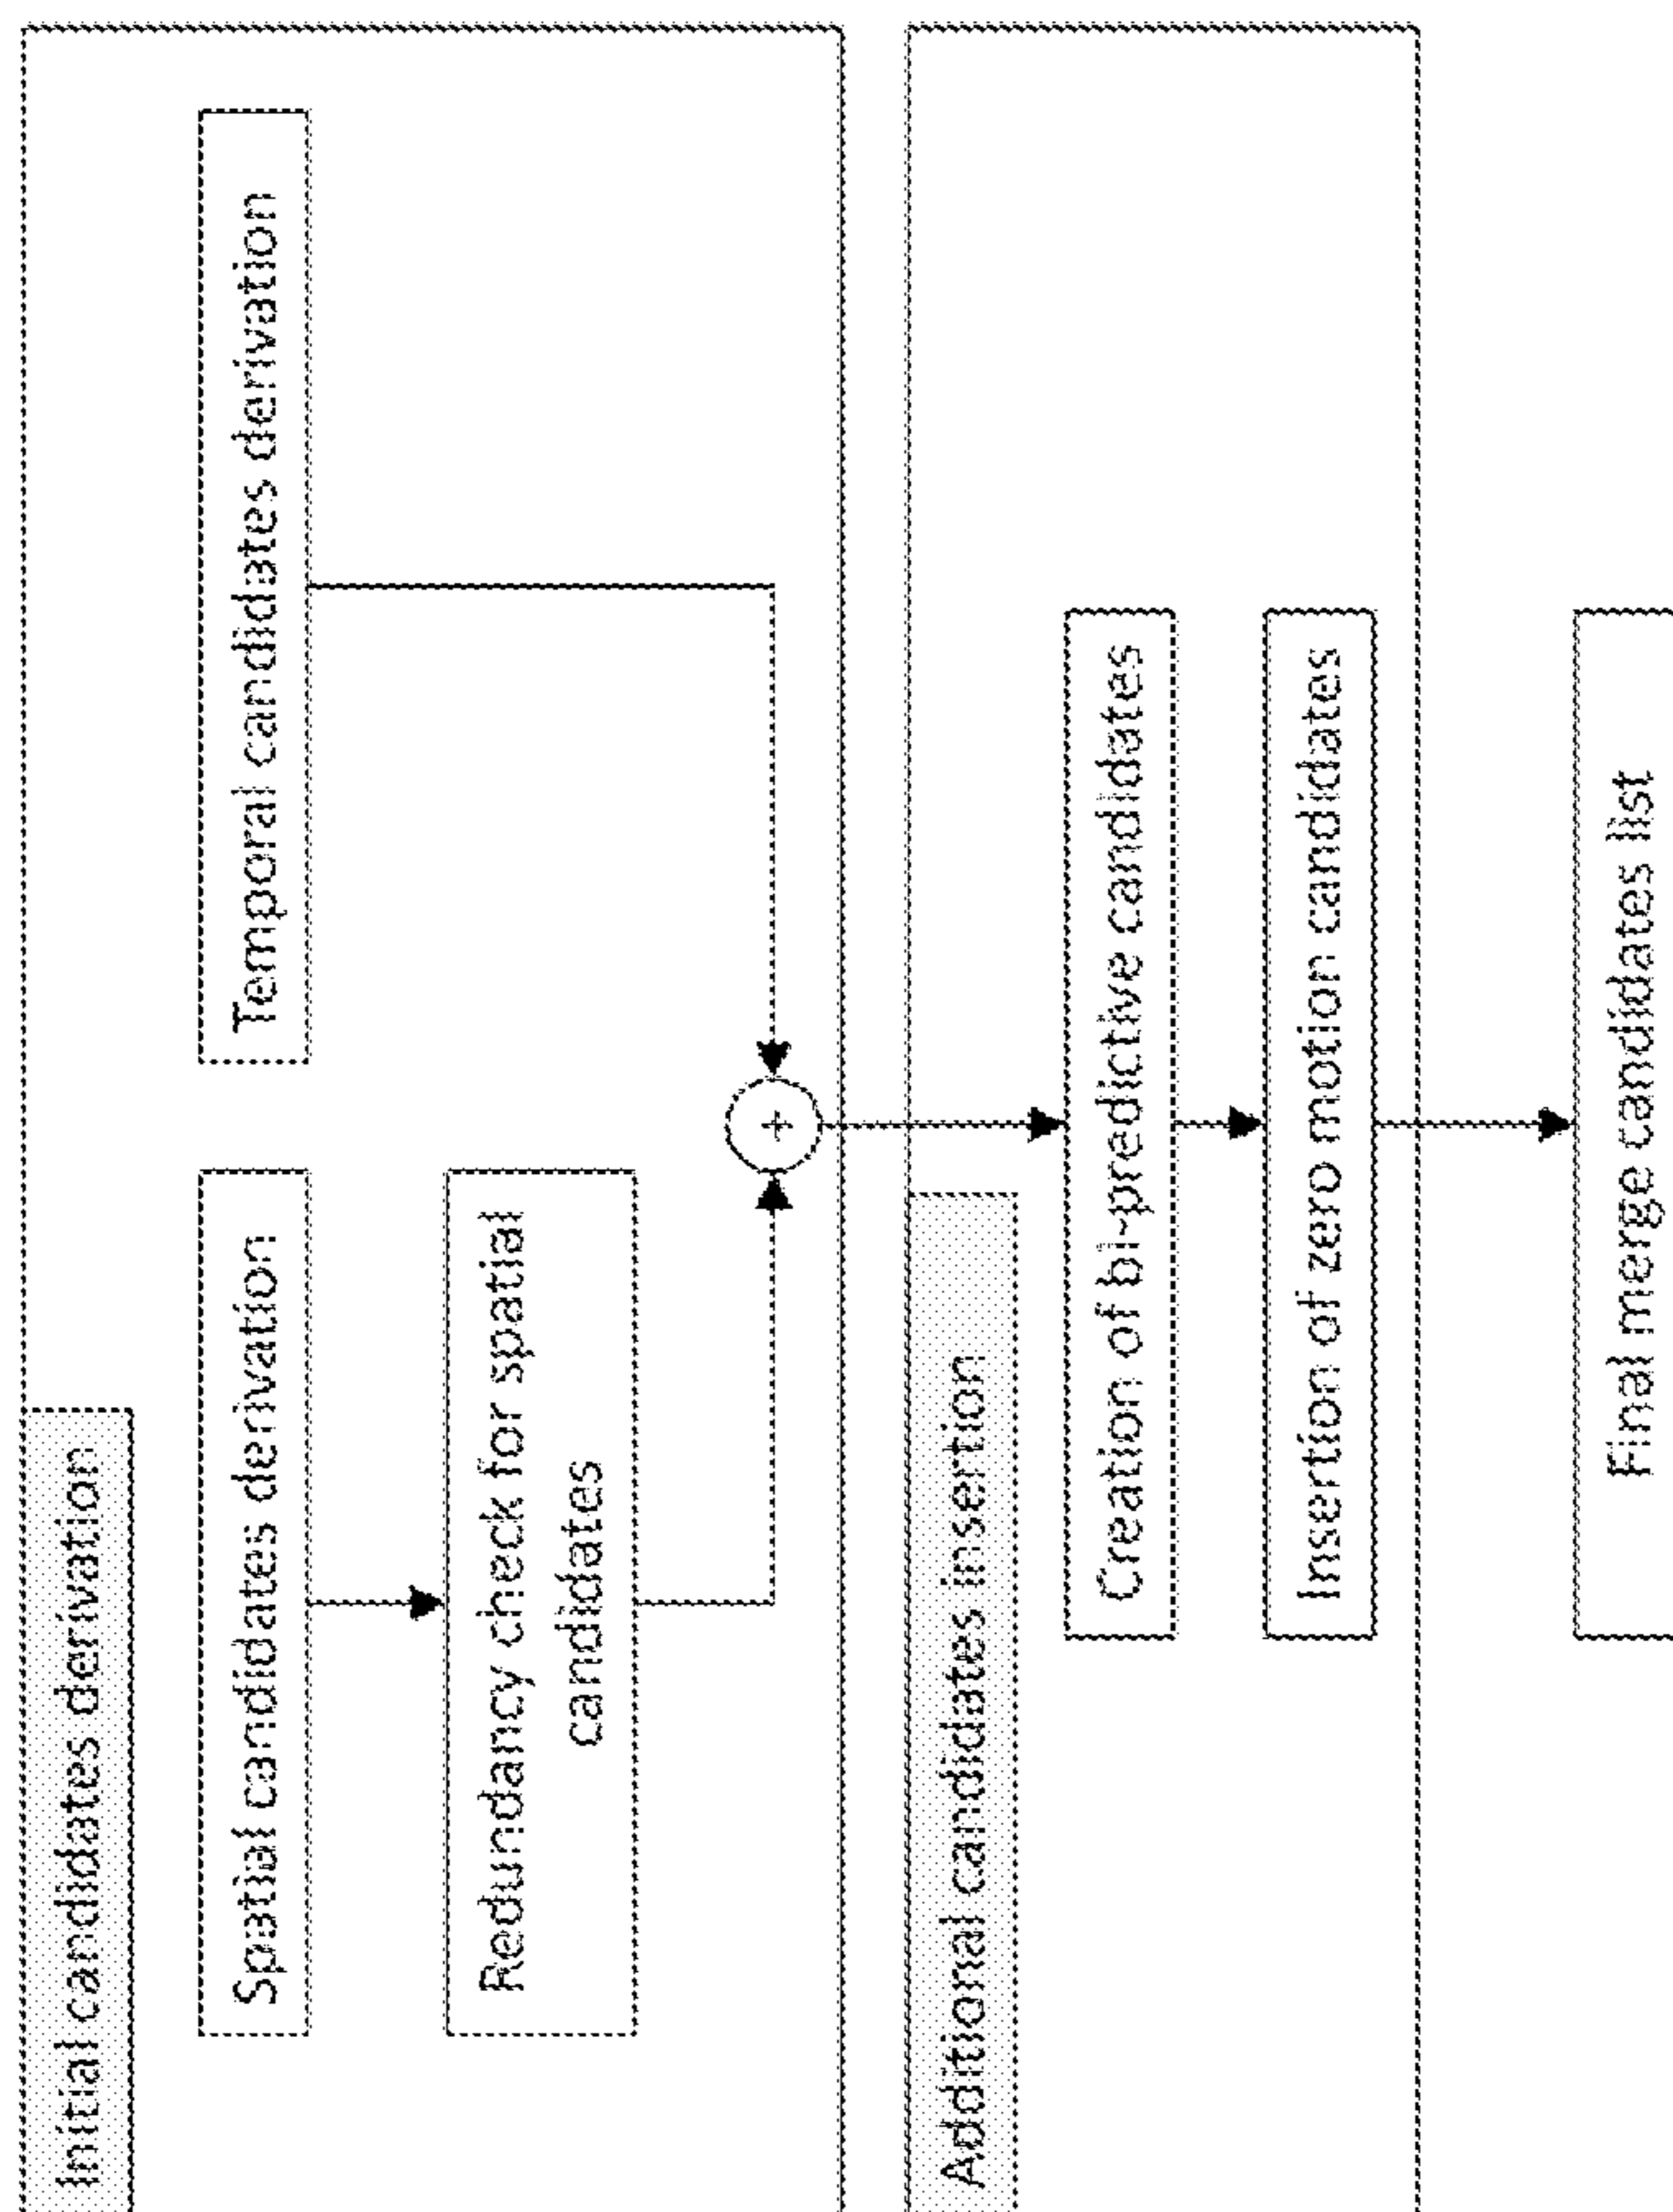 Initial candidates derivation
Spatial candidates derivation
Temporal candidates derivation
Redundancy check for spatial
candidates
+
Additional candidates insertion
Creation of bi-predictive candidates
Insertion of zero motion candidates
Final merge candidates list